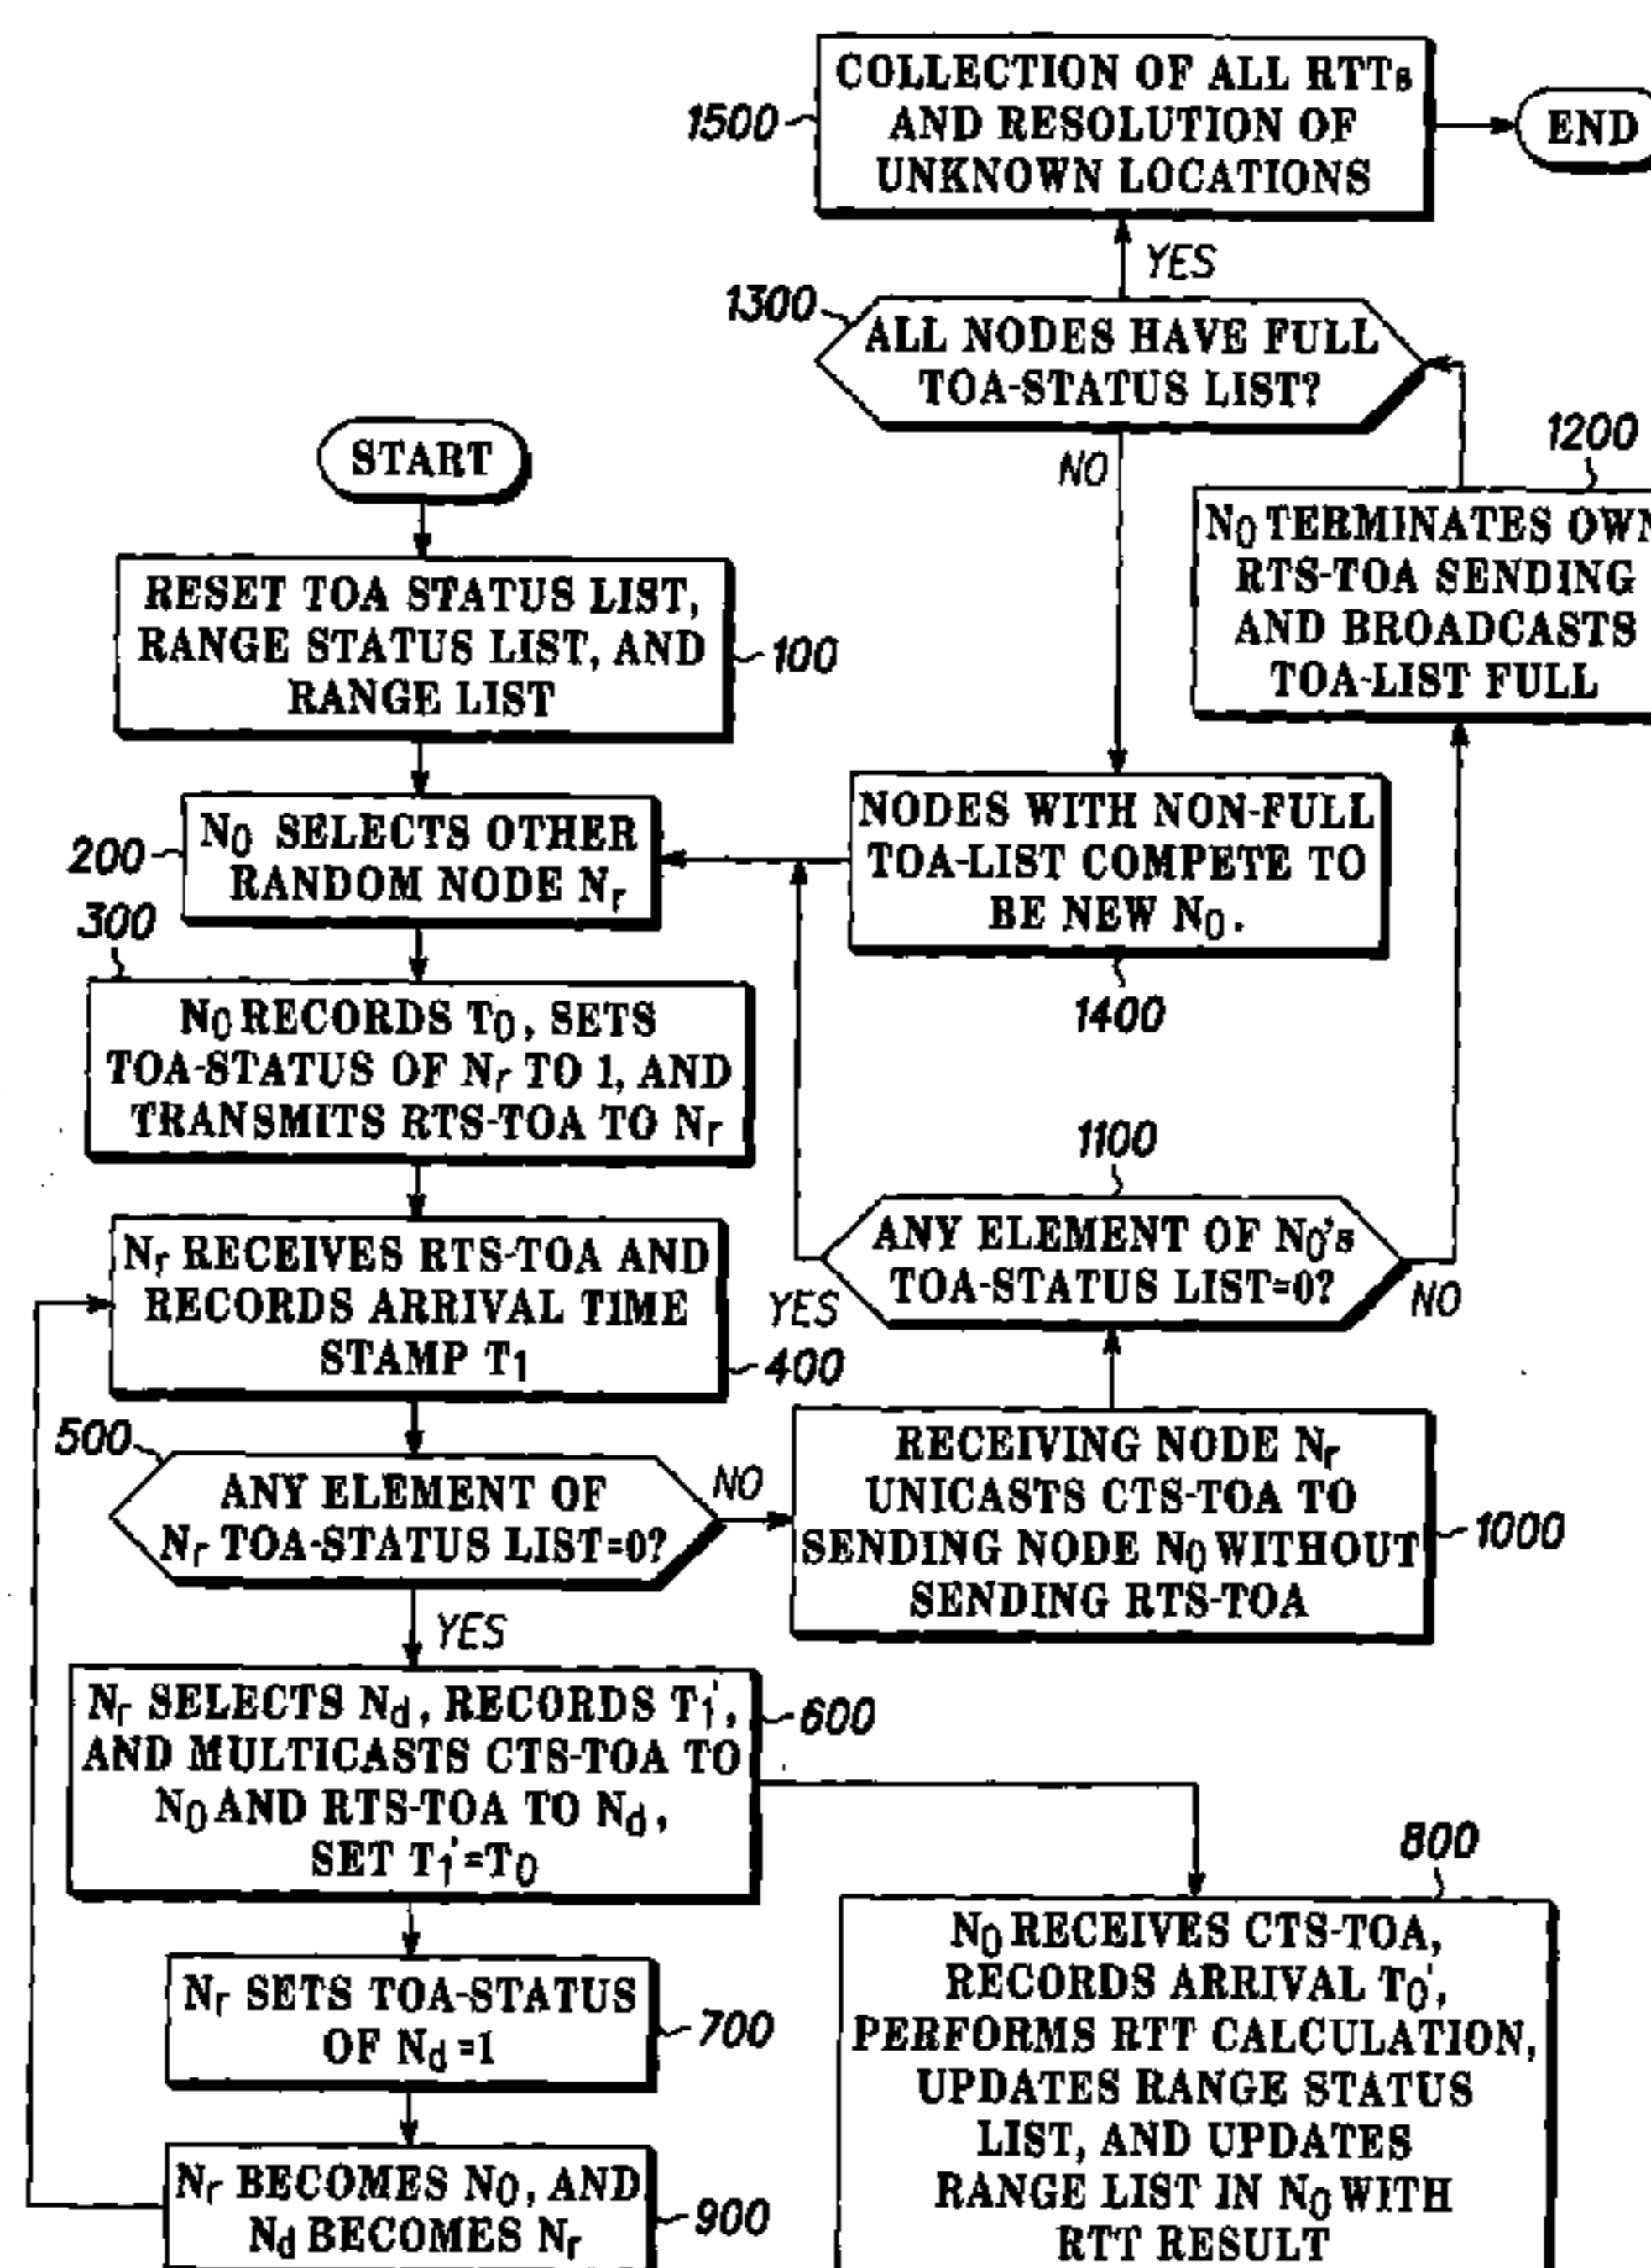 COLLECTION OF ALL RTTs
AND RESOLUTION OF
UNKNOWN LOCATIONS
1500
END
YES
1300
ALL NODES HAVE FULL
TOA-STATUS LIST?
NO
1200
N0 TERMINATES OWN
RTS-TOA SENDING
AND BROADCASTS
TOA-LIST FULL
START
RESET TOA STATUS LIST,
RANGE STATUS LIST, AND
RANGE LIST
100
200
N0 SELECTS OTHER
RANDOM NODE Nr
NODES WITH NON-FULL
TOA-LIST COMPETE TO
BE NEW N0.
1400
300
N0 RECORDS T0, SETS
TOA-STATUS OF Nr TO 1, AND
TRANSMITS RTS-TOA TO Nr
1100
ANY ELEMENT OF N0's
TOA-STATUS LIST=0?
YES
NO
Nr RECEIVES RTS-TOA AND
RECORDS ARRIVAL TIME
STAMP T1
400
500
ANY ELEMENT OF
Nr TOA-STATUS LIST=0?
NO
YES
RECEIVING NODE Nr
UNICASTS CTS-TOA TO
SENDING NODE N0 WITHOUT
SENDING RTS-TOA
1000
Nr SELECTS Nd, RECORDS T1',
AND MULTICASTS CTS-TOA TO
N0 AND RTS-TOA TO Nd,
SET T1'=T0
600
Nr SETS TOA-STATUS
OF Nd=1
700
800
N0 RECEIVES CTS-TOA,
RECORDS ARRIVAL T0',
PERFORMS RTT CALCULATION,
UPDATES RANGE STATUS
LIST, AND UPDATES
RANGE LIST IN N0 WITH
RTT RESULT
Nr BECOMES N0, AND
Nd BECOMES Nr
900